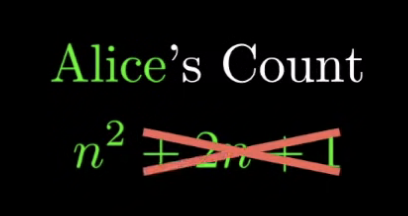 Alice's Count
n² + 2n + 1